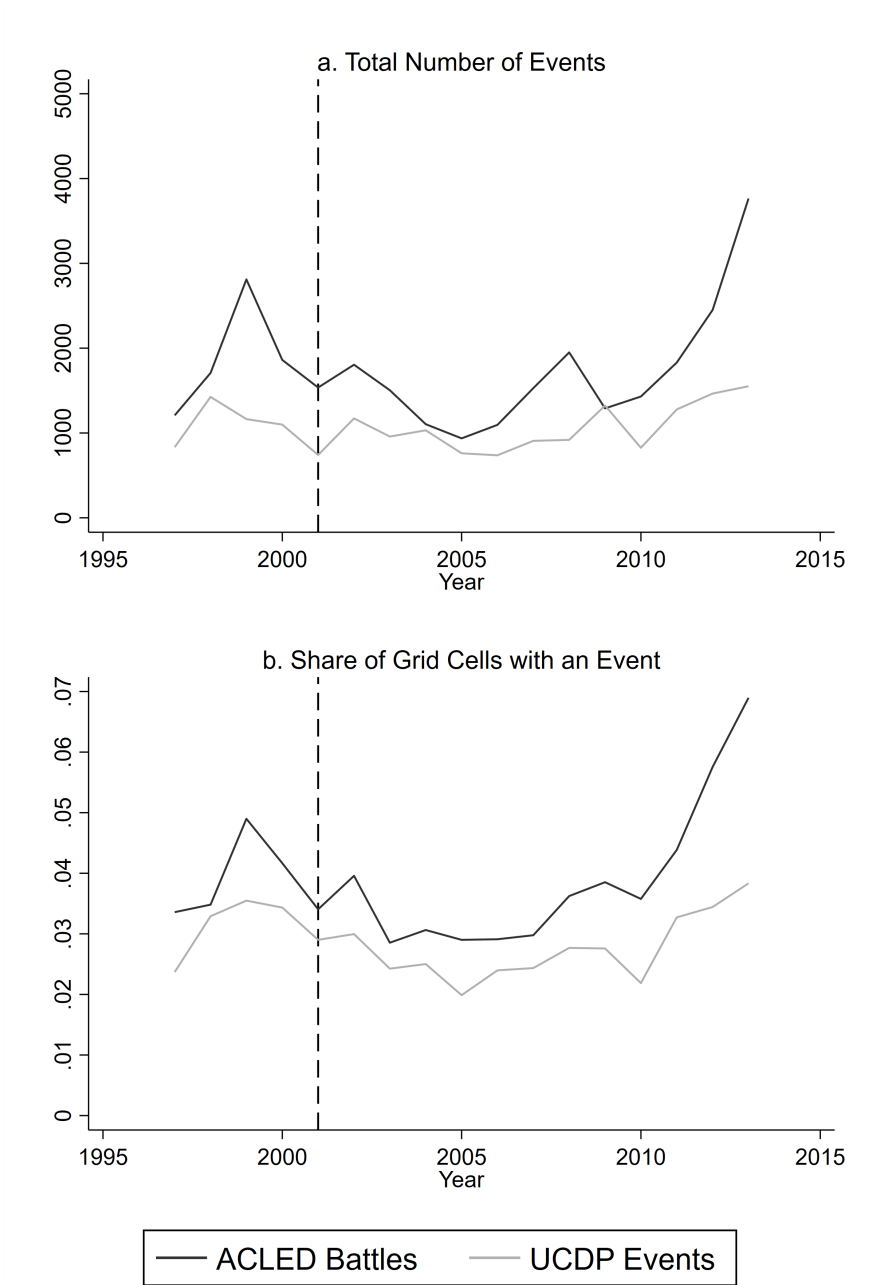 a. Total Number of Events
5000
4000
3000
2000
1000
0
1995 2000 2005 2010 2015
Year
b. Share of Grid Cells with an Event
.07
.06
.05
.04
.03
.02
.01
0
1995 2000 2005 2010 2015
Year
ACLED Battles UCDP Events